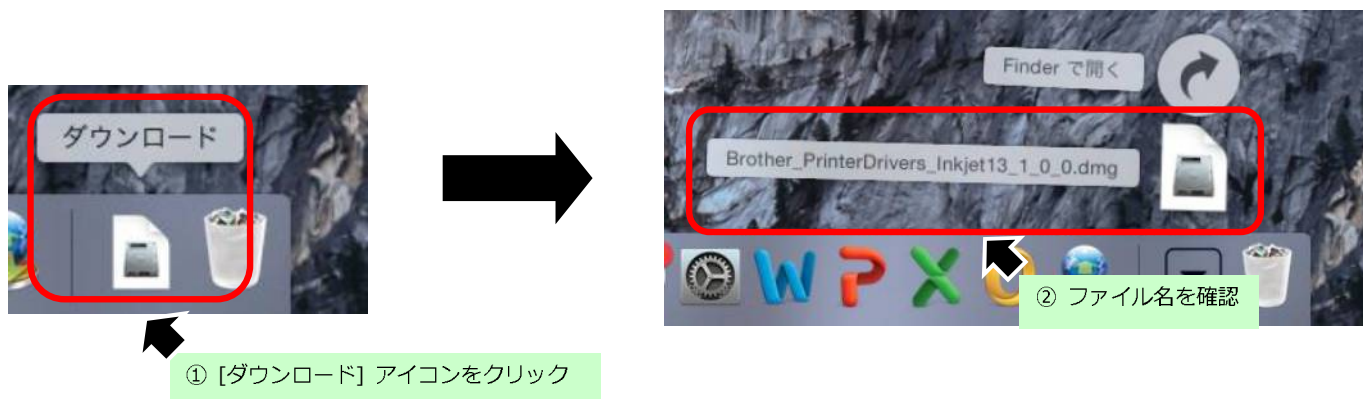 ダウンロード
① [ダウンロード] アイコンをクリック
Finder で開く
Brother_PrinterDrivers_Inkjet13_1_0_0.dmg
② ファイル名を確認